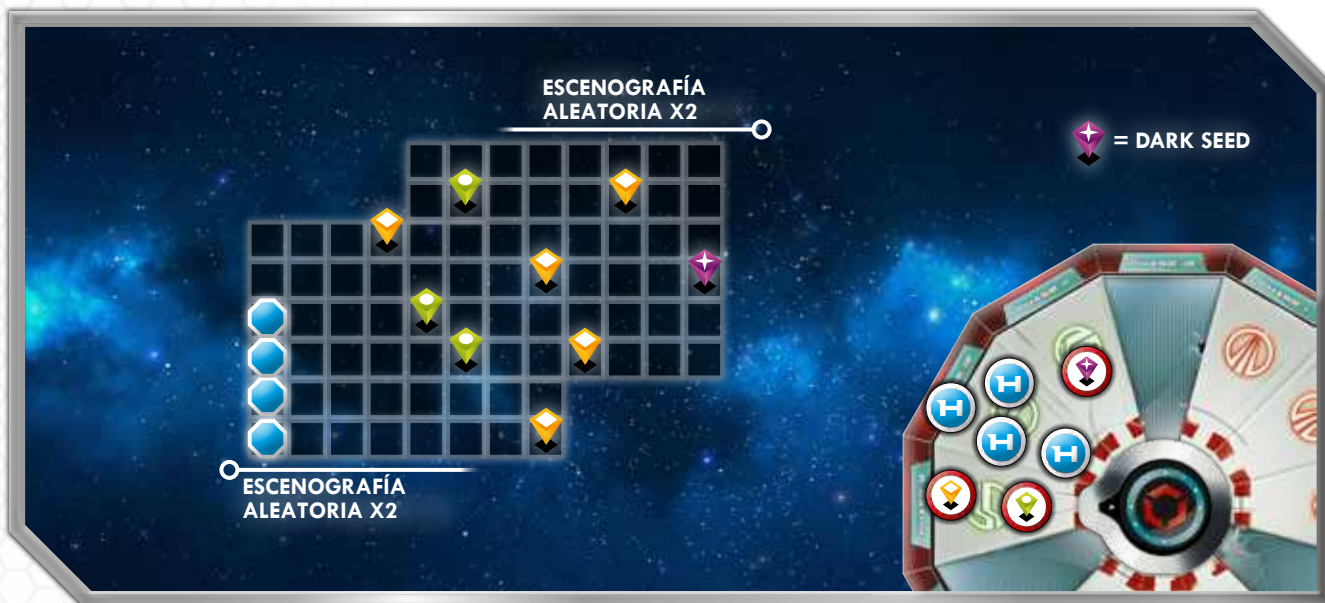 ESCENOGRAFÍA
ALEATORIA X2
= DARK SEED
ESCENOGRAFÍA
ALEATORIA X2